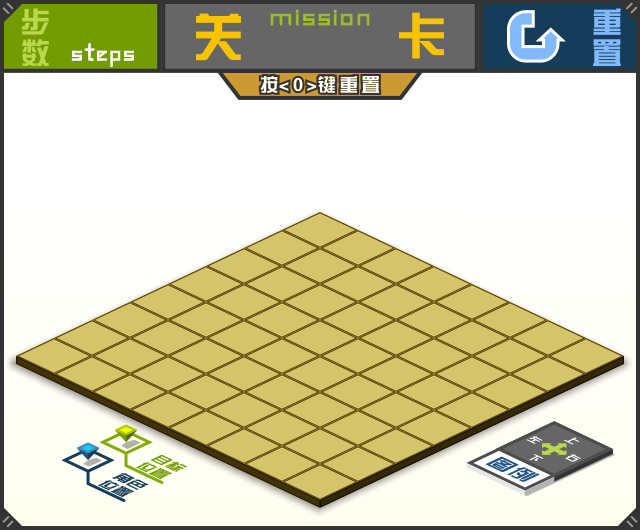 步数 steps
关 mission 卡
重置
按<0>键重置
目标位置
角色位置
上
左
右
下
图例